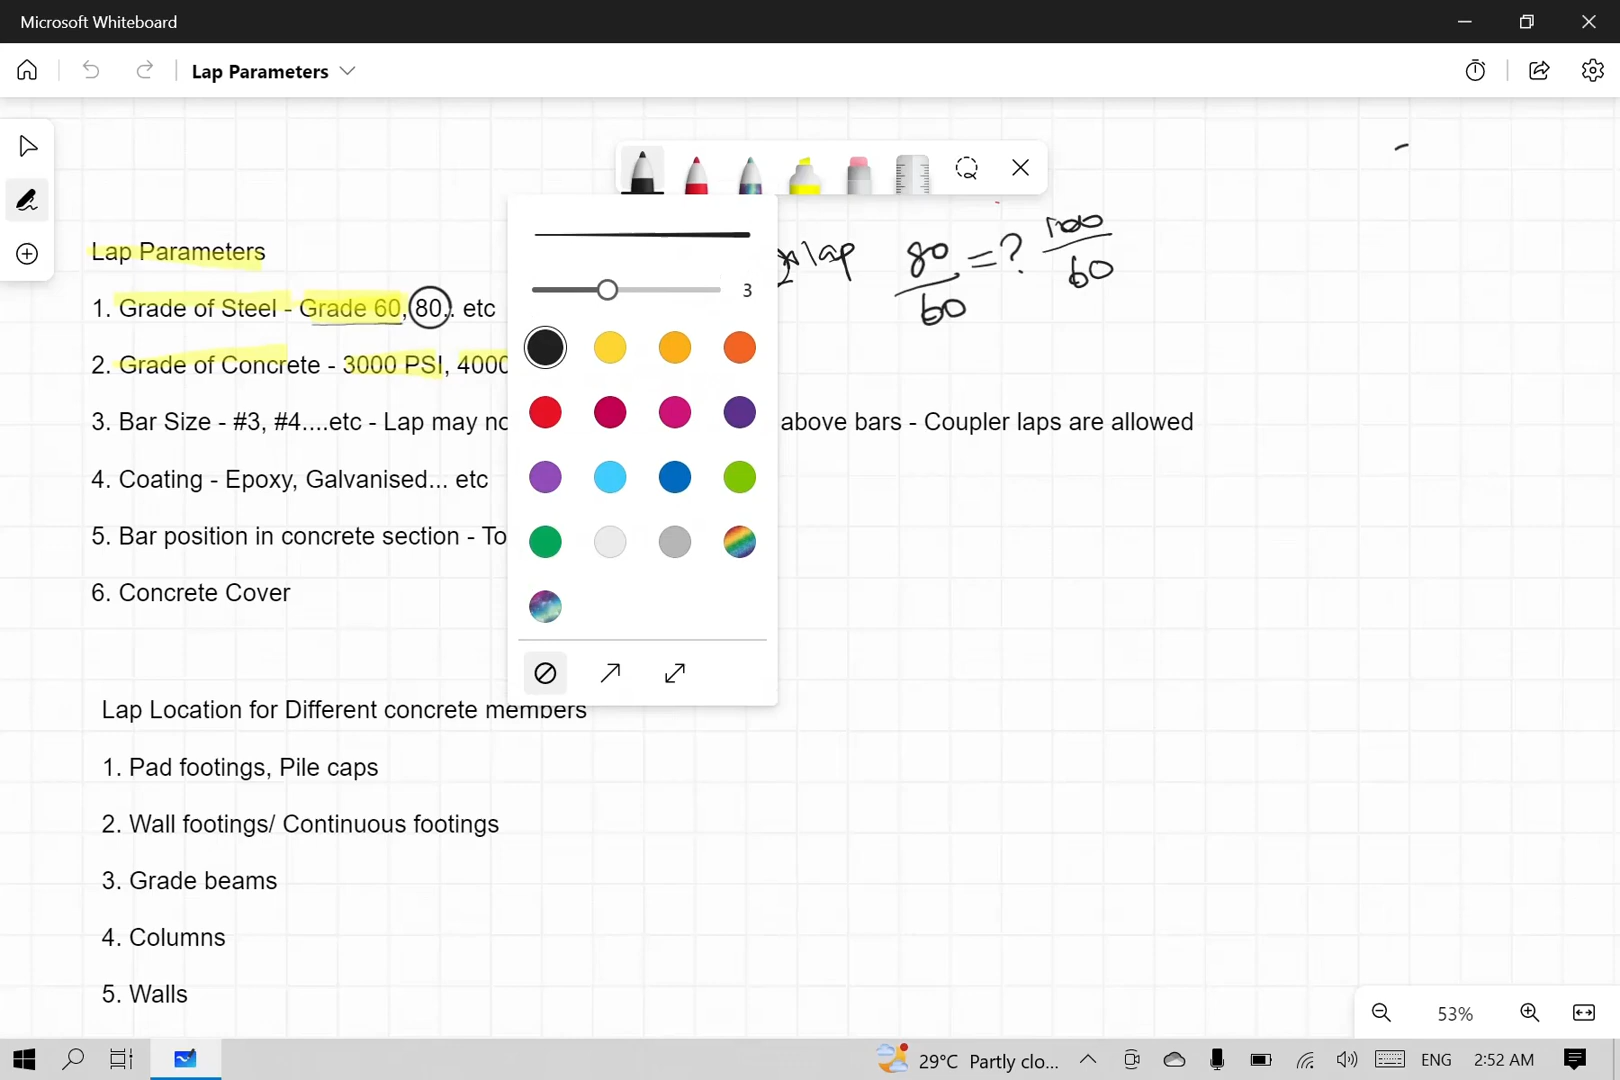 Microsoft Whiteboard
Lap Parameters
Lap Parameters
lap 80/60 = ? 100/60
1. Grade of Steel - Grade 60, 80.. etc
2. Grade of Concrete - 3000 PSI, 4000
3. Bar Size - #3, #4....etc - Lap may no above bars - Coupler laps are allowed
4. Coating - Epoxy, Galvanised... etc
5. Bar position in concrete section - To
6. Concrete Cover
3
Lap Location for Different concrete members
1. Pad footings, Pile caps
2. Wall footings/ Continuous footings
3. Grade beams
4. Columns
5. Walls
53%
29°C Partly clo... ENG 2:52 AM